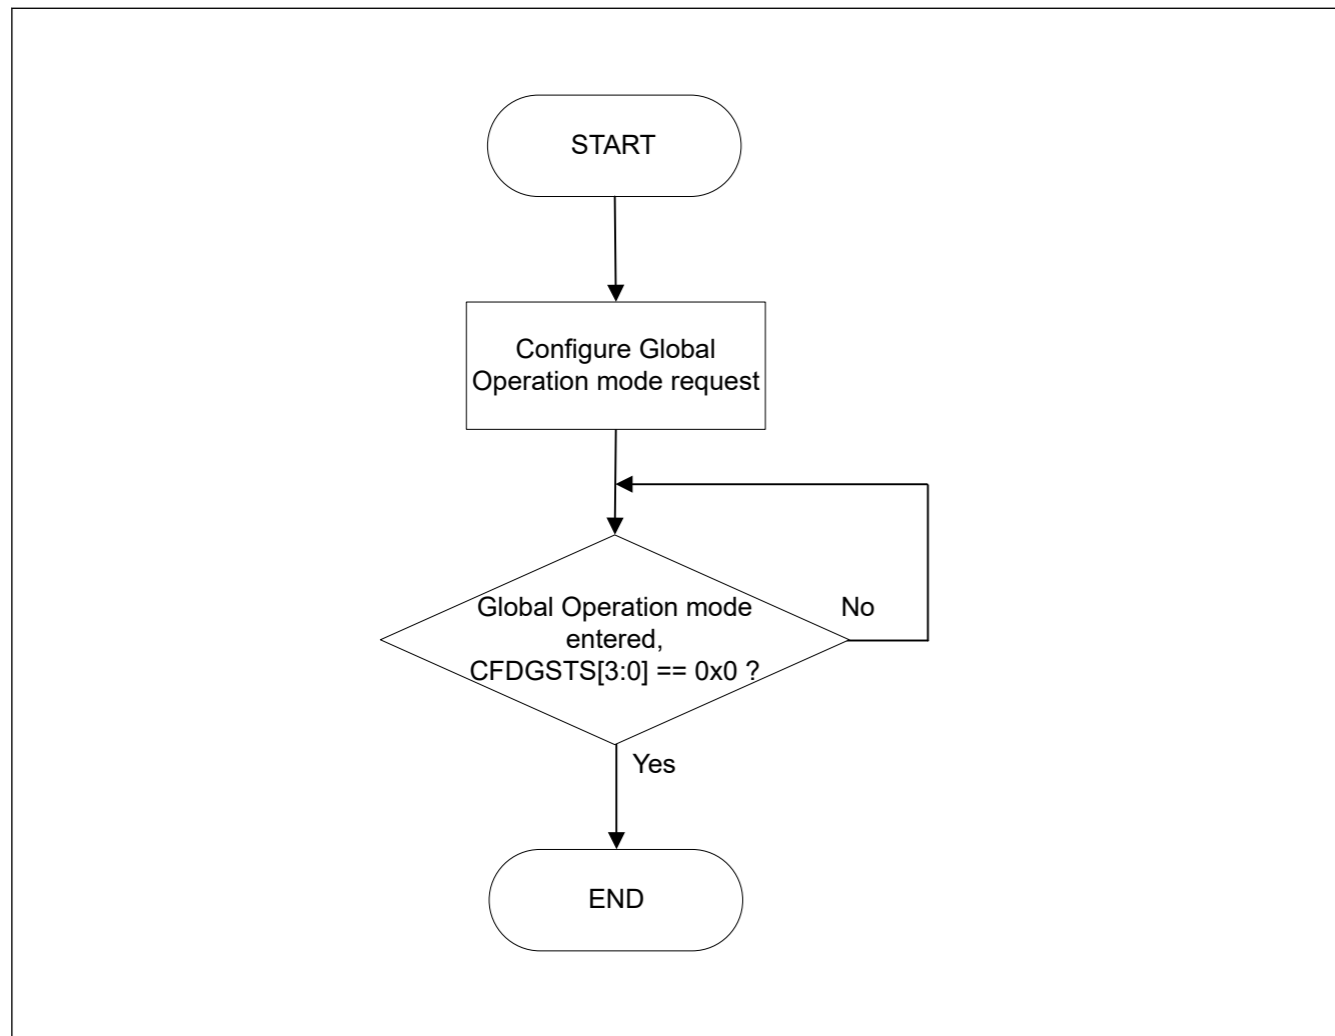 START
Configure Global
Operation mode request
Global Operation mode
entered,
CFDGSTS[3:0] == 0x0 ?
No
Yes
END